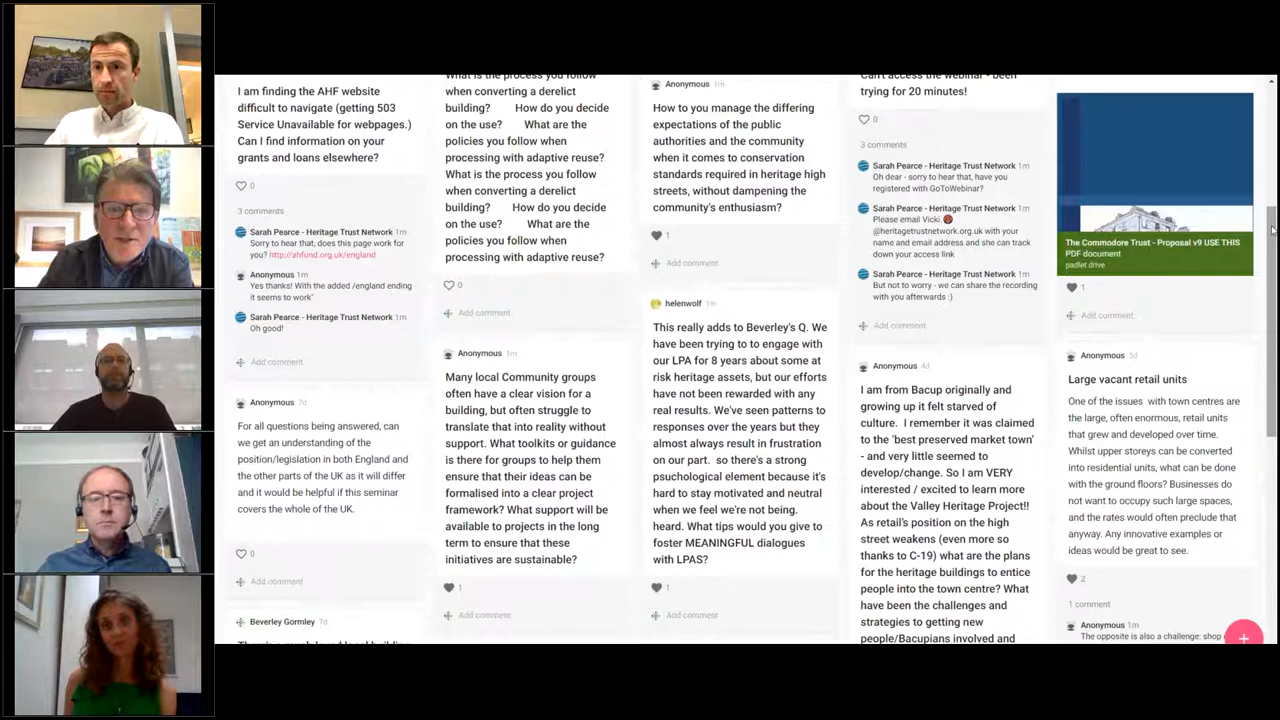 I am finding the AHF website
difficult to navigate (getting 503
Service Unavailable for webpages.)
Can I find information on your
grants and loans elsewhere?
0
3 comments
Sarah Pearce - Heritage Trust Network 1m
Sorry to hear that, does this page work for
you? http://ahfund.org.uk/england
Anonymous 1m
Yes thanks! With the added /england ending
it seems to work"
Sarah Pearce - Heritage Trust Network 1m
Oh good!
Add comment
Anonymous 7d
For all questions being answered, can
we get an understanding of the
position/legislation in both England and
the other parts of the UK as it will differ
and it would be helpful if this seminar
covers the whole of the UK.
0
Add comment
Beverley Gormley 7d
There's a much loved local building
What is the process you follow
when converting a derelict
building? How do you decide
on the use? What are the
policies you follow when
processing with adaptive reuse?
What is the process you follow
when converting a derelict
building? How do you decide
on the use? What are the
policies you follow when
processing with adaptive reuse?
0
Add comment
Anonymous 1m
Many local Community groups
often have a clear vision for a
building, but often struggle to
translate that into reality without
support. What toolkits or guidance
is there for groups to help them
ensure that their ideas can be
formalised into a clear project
framework? What support will be
available to projects in the long
term to ensure that these
initiatives are sustainable?
1
Add comment
Anonymous 1m
How to you manage the differing
expectations of the public
authorities and the community
when it comes to conservation
standards required in heritage high
streets, without dampening the
community's enthusiasm?
1
Add comment
helenwolf 1m
This really adds to Beverley's Q. We
have been trying to to engage with
our LPA for 8 years about some at
risk heritage assets, but our efforts
have not been rewarded with any
real results. We've seen patterns to
responses over the years but they
almost always result in frustration
on our part. so there's a strong
psuchological element because it's
hard to stay motivated and neutral
when we feel we're not being.
heard. What tips would you give to
foster MEANINGFUL dialogues
with LPAS?
1
Add comment
Can't access the webinar - been
trying for 20 minutes!
0
3 comments
Sarah Pearce - Heritage Trust Network 1m
Oh dear - sorry to hear that, have you
registered with GoToWebinar?
Sarah Pearce - Heritage Trust Network 1m
Please email Vicki.
@heritagetrustnetwork.org.uk with your
name and email address and she can track
down your access link
Sarah Pearce - Heritage Trust Network 1m
But not to worry - we can share the recording
with you afterwards :)
Add comment
Anonymous 4d
I am from Bacup originally and
growing up it felt starved of
culture. I remember it was claimed
to the 'best preserved market town'
- and very little seemed to
develop/change. So I am VERY
interested / excited to learn more
about the Valley Heritage Project!!
As retail's position on the high
street weakens (even more so
thanks to C-19) what are the plans
for the heritage buildings to entice
people into the town centre? What
have been the challenges and
strategies to getting new
people/Bacupians involved and
The Commodore Trust - Proposal v9 USE THIS
PDF document
padlet drive
1
Add comment
Anonymous 3d
Large vacant retail units
One of the issues with town centres are
the large, often enormous, retail units
that grew and developed over time.
Whilst upper storeys can be converted
into residential units, what can be done
with the ground floors? Businesses do
not want to occupy such large spaces,
and the rates would often preclude that
anyway. Any innovative examples or
ideas would be great to see.
2
1 comment
Anonymous 1m
The opposite is also a challenge: shop